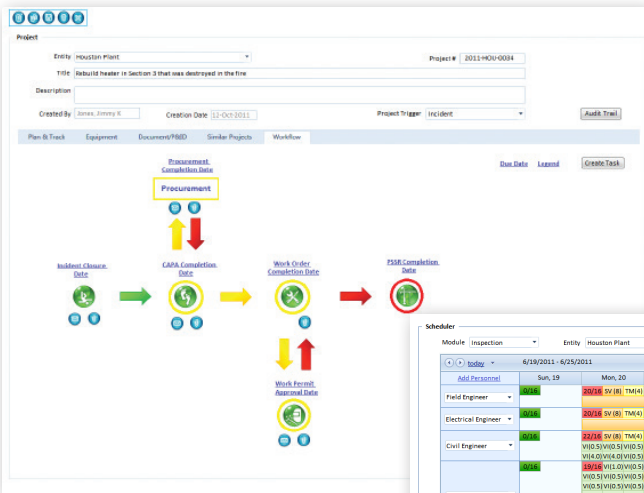 Project
Entity Houston Plant Project# 2011-HOU-0034
Title Rebuild heater in Section 3 that was destroyed in the fire
Description
Created By Jones, Jimmy K Creation Date 12-Oct-2011 Project Trigger Incident Audit Trail
Plan & Track Equipment Document/P&ID Similar Projects Workflow
Procurement
Completion Date
Due Date Legend Create Task
Procurement
Incident Closure
Date
CAPA Completion
Date
Work Order
Completion Date
PSSR Completion
Date
Work Permit
Approval Date
Scheduler
Module Inspection Entity Houston Plant
today 6/19/2011 - 6/25/2011
Add Personnel Sun, 19 Mon, 20
Field Engineer 0/16 20/16 SV (8) TM(4)
Electrical Engineer 0/16 20/16 SV (8) TM(4)
Civil Engineer 0/16 22/16 SV (8) TM(4)
VI(0.5) VI(0.5) VI(0.5)
VI(4.0) VI(4.0) VI(0.5)
0/16 19/16 VI(1.0) VI(0.5)
VI(0.5) VI(0.5) VI(0.5)
VI(0.5) VI(0.5) VI(0.5)